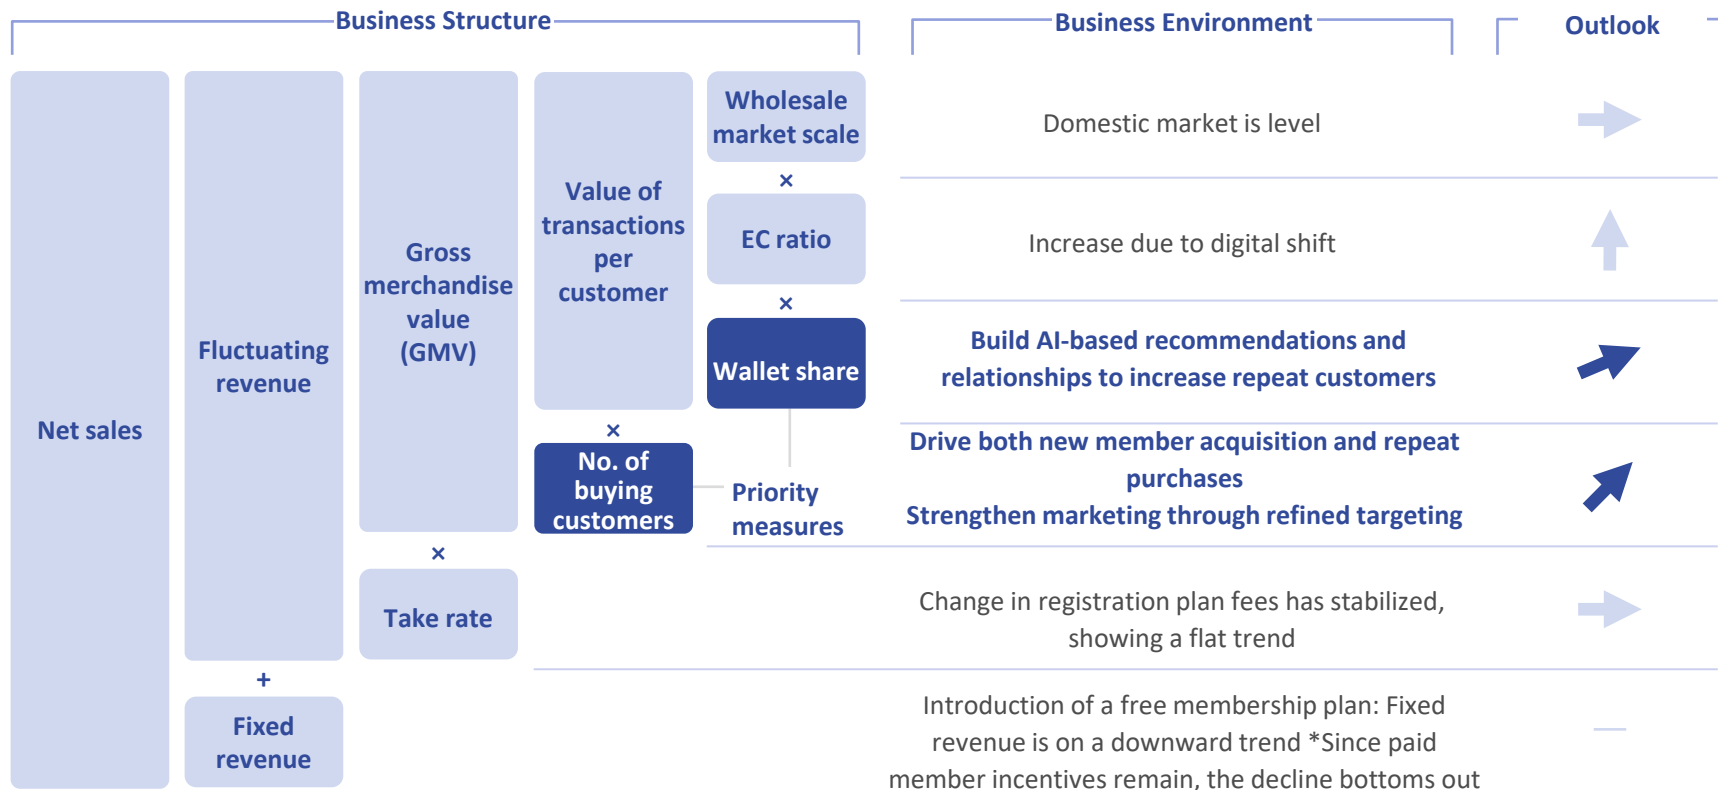 Business Structure
Business Environment
Outlook
Net sales
Fluctuating
revenue
+
Fixed
revenue
Gross
merchandise
value
(GMV)
×
Take rate
Value of
transactions
per
customer
×
No. of
buying
customers
Wholesale
market scale
×
EC ratio
×
Wallet share
Priority
measures
Domestic market is level
Increase due to digital shift
Build AI-based recommendations and
relationships to increase repeat customers
Drive both new member acquisition and repeat
purchases
Strengthen marketing through refined targeting
Change in registration plan fees has stabilized,
showing a flat trend
Introduction of a free membership plan: Fixed
revenue is on a downward trend *Since paid
member incentives remain, the decline bottoms out